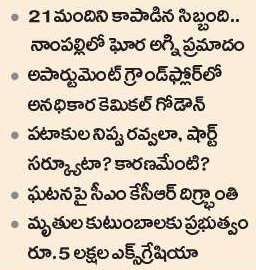 • 21మందిని కాపాడిన సిబ్బంది..
నాంపల్లిలో ఘోర అగ్ని ప్రమాదం
• అపార్టుమెంట్ గ్రౌండ్‌ఫ్లోర్‌లో
అనధికార కెమికల్ గోడౌన్
• పటాకుల నిప్పు రవ్వలా, షార్ట్
సర్క్యూటా? కారణమేంటి?
• ఘటనపై సీఎం కేసీఆర్ దిగ్భ్రాంతి
• మృతుల కుటుంబాలకు ప్రభుత్వం
రూ.5 లక్షల ఎక్స్‌గ్రేషియా